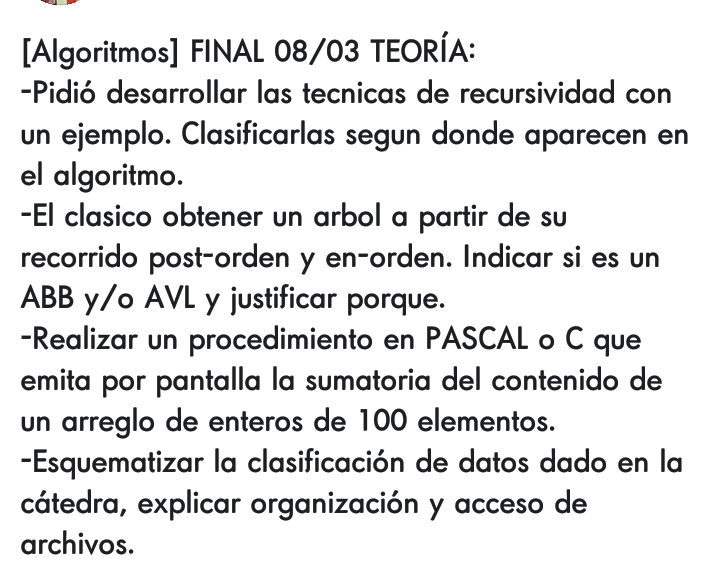 [Algoritmos] FINAL 08/03 TEORÍA:
-Pidió desarrollar las tecnicas de recursividad con
un ejemplo. Clasificarlas segun donde aparecen en
el algoritmo.
-El clasico obtener un arbol a partir de su
recorrido post-orden y en-orden. Indicar si es un
ABB y/o AVL y justificar porque.
-Realizar un procedimiento en PASCAL o C que
emita por pantalla la sumatoria del contenido de
un arreglo de enteros de 100 elementos.
-Esquematizar la clasificación de datos dado en la
cátedra, explicar organización y acceso de
archivos.